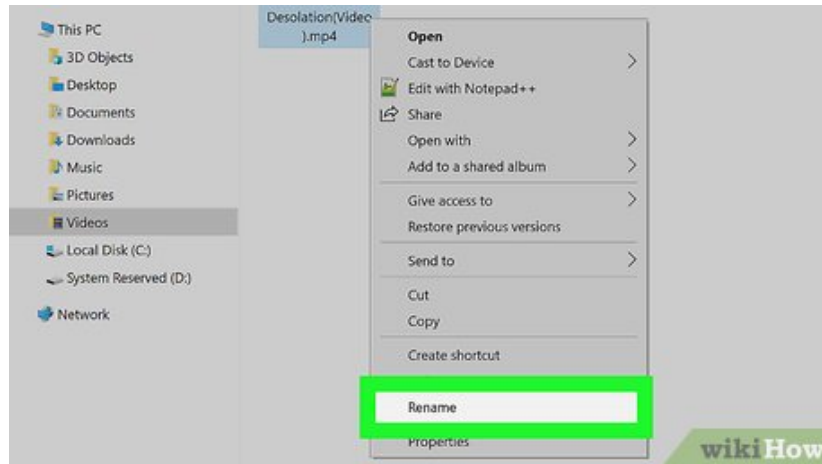 This PC
3D Objects
Desktop
Documents
Downloads
Music
Pictures
Videos
Local Disk (C:)
System Reserved (D:)
Network
Desolation(Video
).mp4
Open
Cast to Device
Edit with Notepad++
Share
Open with
Add to a shared album
Give access to
Restore previous versions
Send to
Cut
Copy
Create shortcut
Rename
Properties
wikiHow